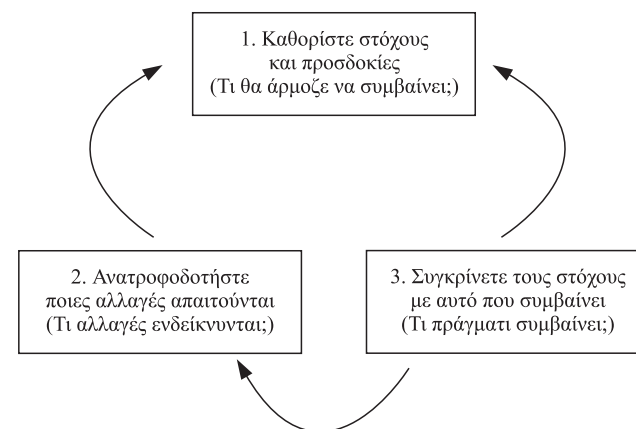 1. Καθορίστε στόχους
και προσδοκίες
(Τι θα άρμοζε να συμβαίνει;)
2. Ανατροφοδοτήστε
ποιες αλλαγές απαιτούνται
(Τι αλλαγές ενδείκνυνται;)
3. Συγκρίνετε τους στόχους
με αυτό που συμβαίνει
(Τι πράγματι συμβαίνει;)